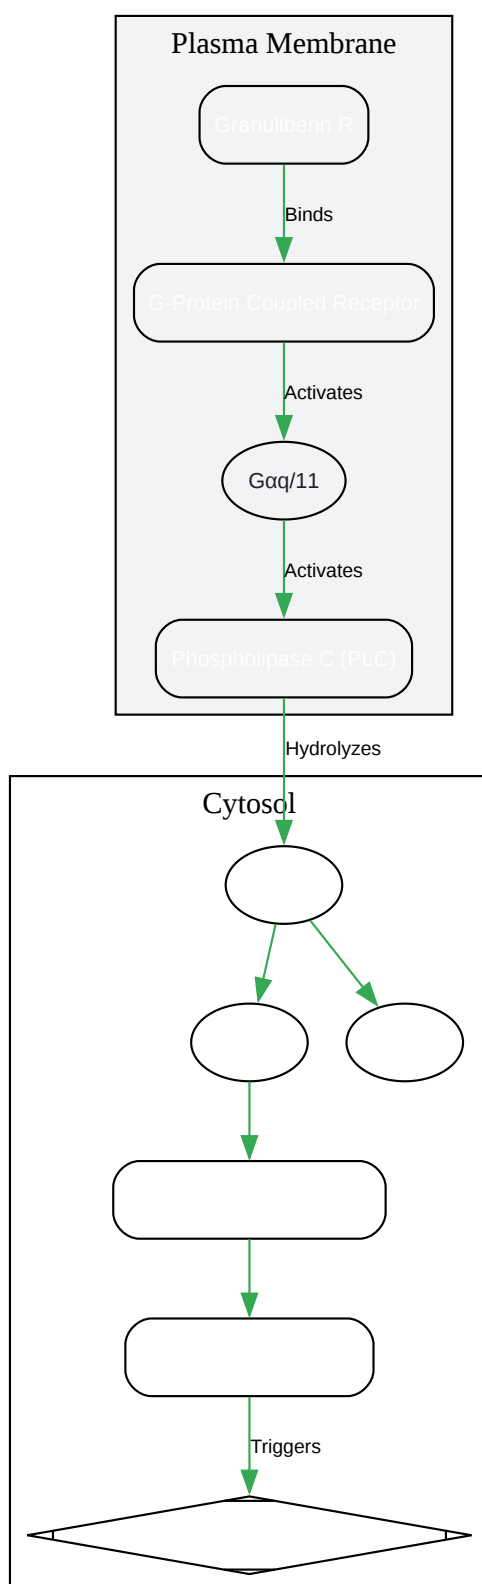 Plasma Membrane
Granuliberin R
Binds
G-Protein Coupled Receptor
Activates
Gαq/11
Activates
Phospholipase C (PLC)
Hydrolyzes
Cytosol
Triggers